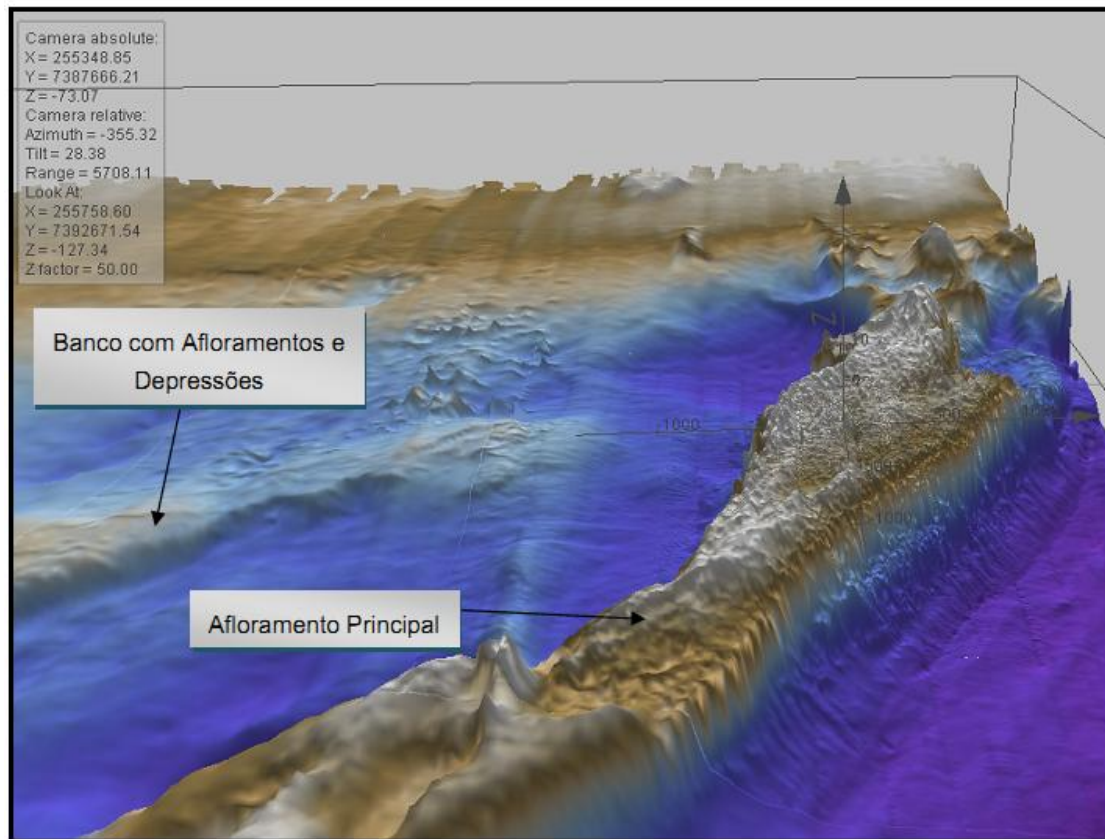 Camera absolute:
X = 255348.85
Y = 7387666.21
Z = -73.07
Camera relative:
Azimuth = -355.32
Tilt = 28.38
Range = 5708.11
Look At:
X = 255758.60
Y = 7392671.54
Z = -127.34
Z factor = 50.00
Banco com Afloramentos e
Depressões
Z
-1000
-1000
Afloramento Principal